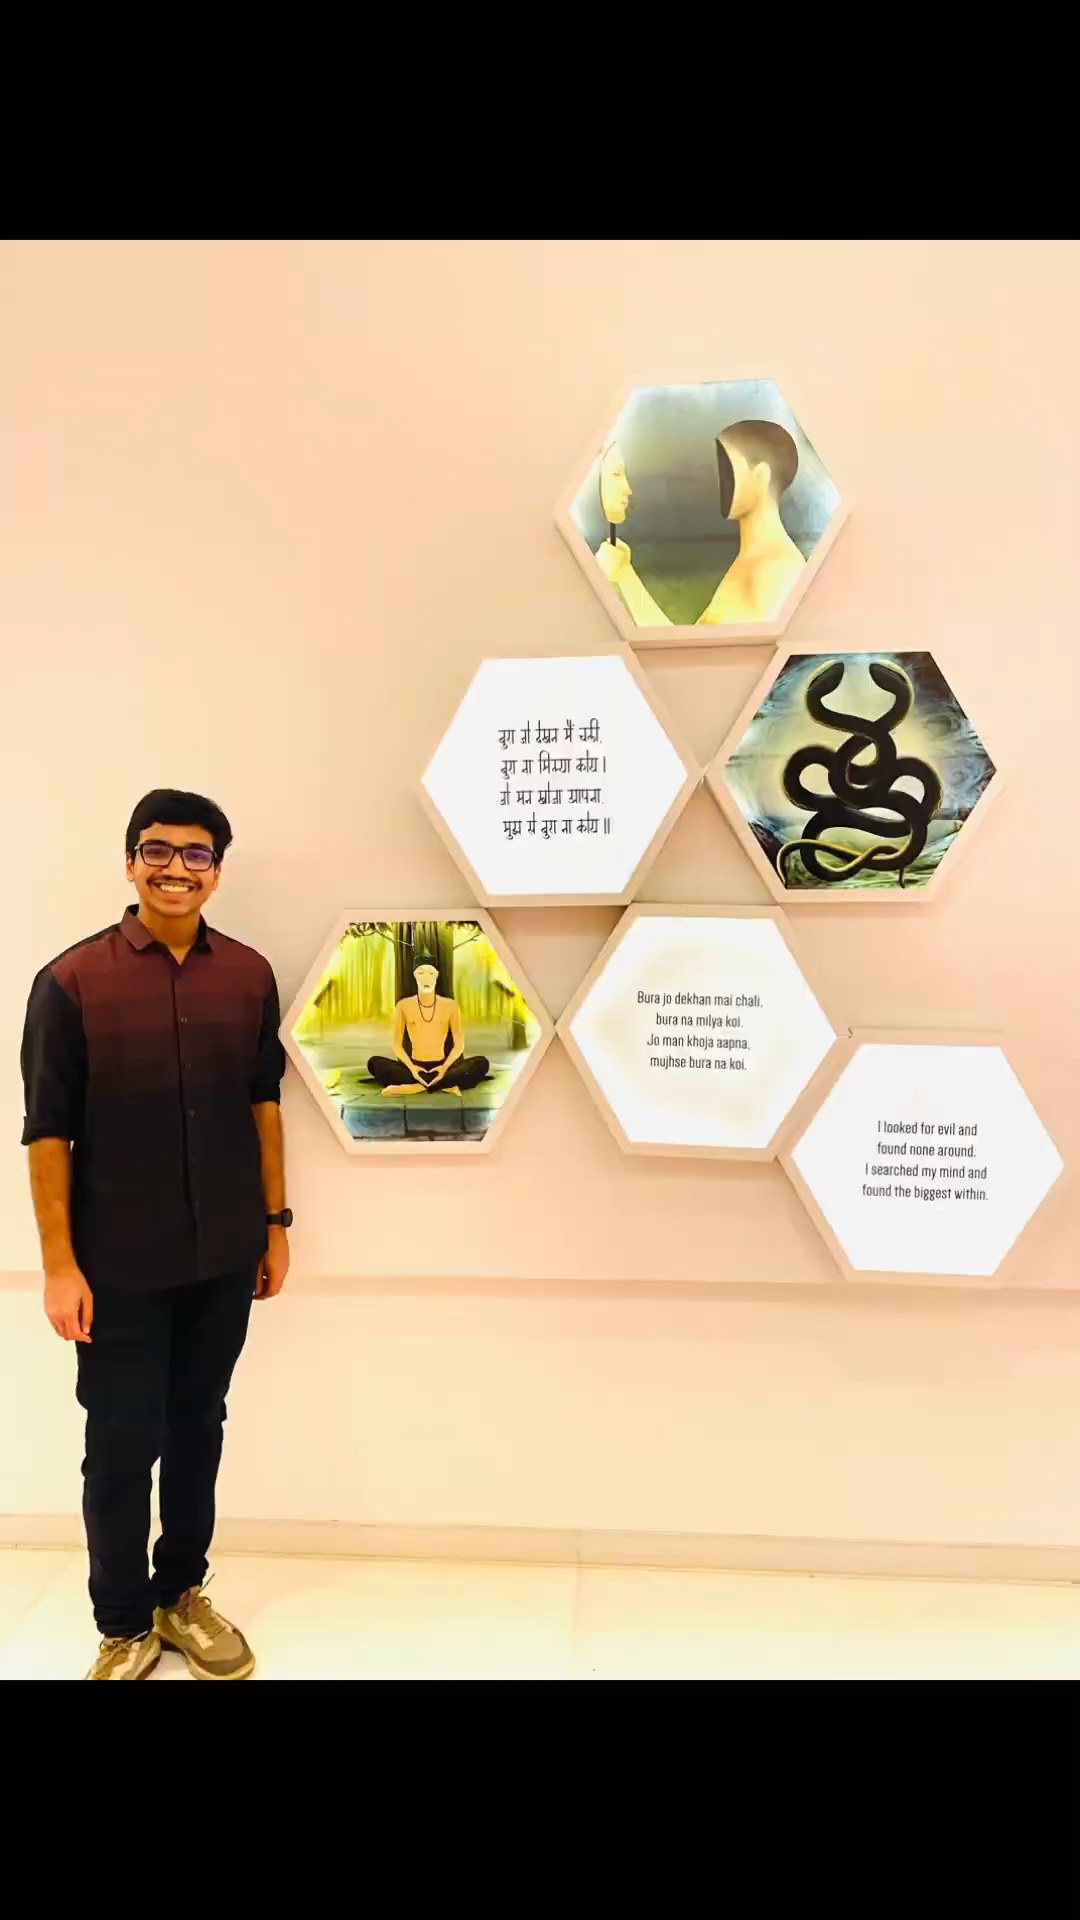 बुरा जो देखन मैं चली,
बुरा ना मिल्या कोय।
जो मन खोजा आपना,
मुझ से बुरा ना कोय॥
Bura jo dekhan mai chali,
bura na milya koi.
Jo man khoja aapna,
mujhse bura na koi.
I looked for evil and
found none around.
I searched my mind and
found the biggest within.